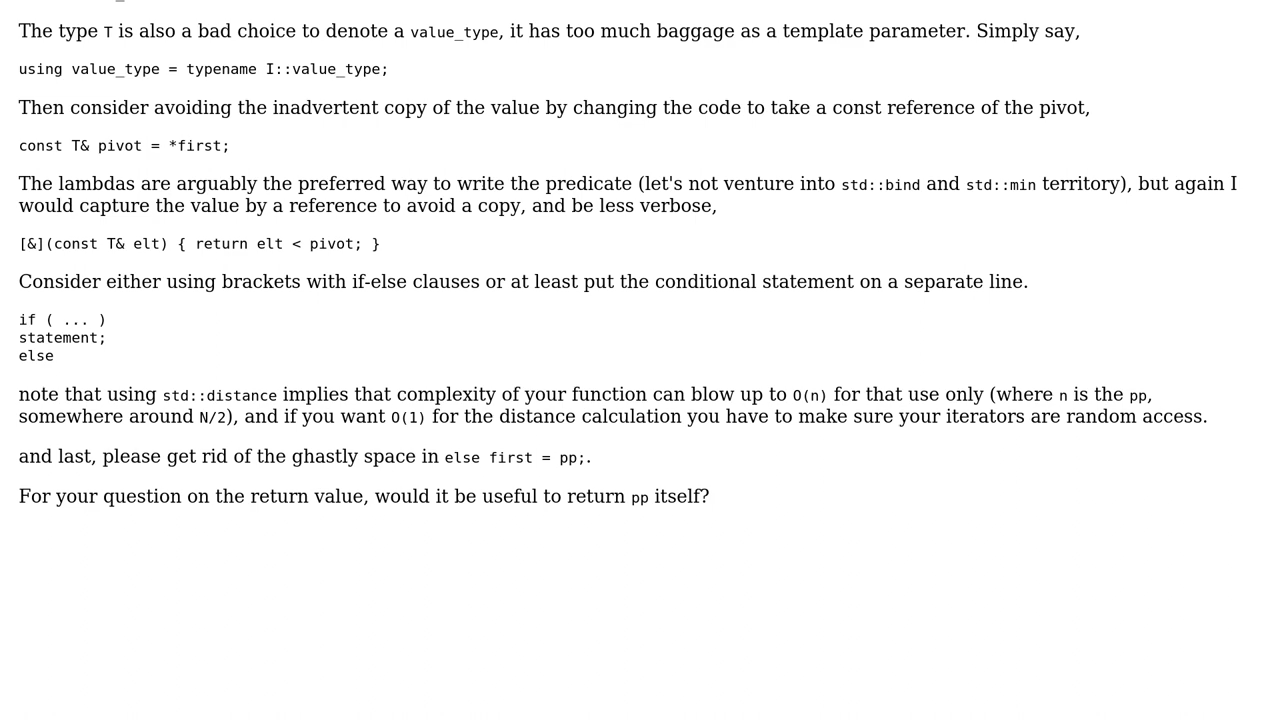 The type T is also a bad choice to denote a value_type, it has too much baggage as a template parameter. Simply say,
using value_type = typename I::value_type;
Then consider avoiding the inadvertent copy of the value by changing the code to take a const reference of the pivot,
const T& pivot = *first;
The lambdas are arguably the preferred way to write the predicate (let's not venture into std::bind and std::min territory), but again I
would capture the value by a reference to avoid a copy, and be less verbose,
[&](const T& elt) { return elt < pivot; }
Consider either using brackets with if-else clauses or at least put the conditional statement on a separate line.
if ( ... )
statement;
else
note that using std::distance implies that complexity of your function can blow up to O(n) for that use only (where n is the pp,
somewhere around N/2), and if you want O(1) for the distance calculation you have to make sure your iterators are random access.
and last, please get rid of the ghastly space in else first = pp;.
For your question on the return value, would it be useful to return pp itself?